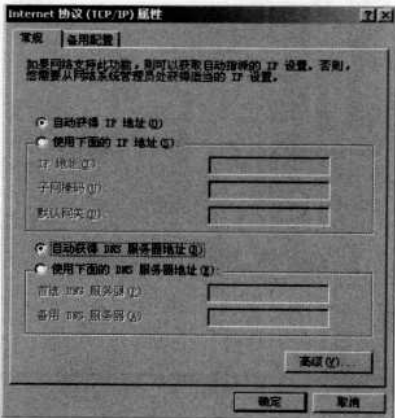 Internet 协议 (TCP/IP) 属性
常规 备用配置
如果网络支持此功能，则可以获取自动指派的 IP 设置。否则，
您需要从网络系统管理员处获得适当的 IP 设置。
自动获得 IP 地址(O)
使用下面的 IP 地址(S):
IP 地址(I):
子网掩码(U):
默认网关(D):
自动获得 DNS 服务器地址(B)
使用下面的 DNS 服务器地址(E):
首选 DNS 服务器(P):
备用 DNS 服务器(A):
高级(V)...
确定 取消